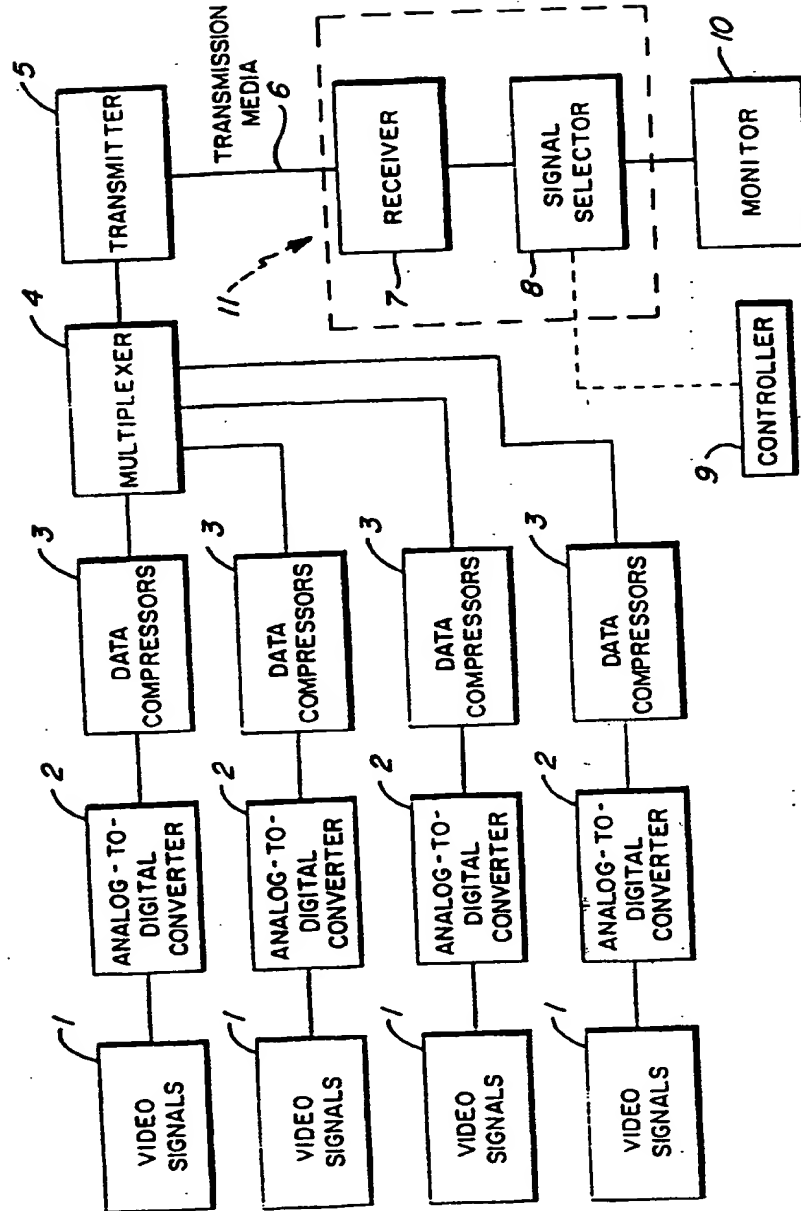 1
VIDEO
SIGNALS
2
ANALOG-TO-
DIGITAL
CONVERTER
3
DATA
COMPRESSORS
1
VIDEO
SIGNALS
2
ANALOG-TO-
DIGITAL
CONVERTER
3
DATA
COMPRESSORS
1
VIDEO
SIGNALS
2
ANALOG-TO-
DIGITAL
CONVERTER
3
DATA
COMPRESSORS
1
VIDEO
SIGNALS
2
ANALOG-TO-
DIGITAL
CONVERTER
3
DATA
COMPRESSORS
4
MULTIPLEXER
5
TRANSMITTER
TRANSMISSION
MEDIA
6
11
RECEIVER
7
SIGNAL
SELECTOR
8
CONTROLLER
9
MONITOR
10